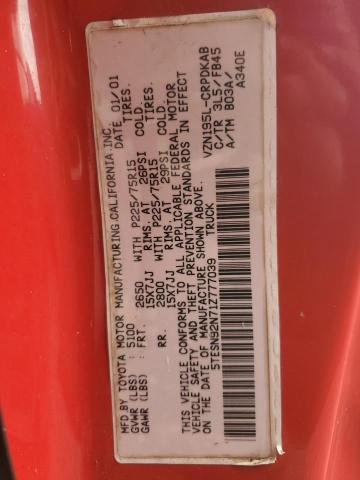 MFD BY TOYOTA MOTOR MANUFACTURING,CALIFORNIA,INC.
GVWR (LBS) : 5100 DATE 01/01
GAWR (LBS) : FRT. 2650 WITH P225/75R15 TIRES.
15X7JJ RIMS, AT 26PSI COLD.
RR. 2800 WITH P225/75R15 TIRES.
15X7JJ RIMS, AT 29PSI COLD.
THIS VEHICLE CONFORMS TO ALL APPLICABLE FEDERAL MOTOR
VEHICLE SAFETY AND THEFT PREVENTION STANDARDS IN EFFECT
ON THE DATE OF MANUFACTURE SHOWN ABOVE.
5TESN92N71Z777039 TRUCK
VZN195L-CRPDKAB
C/TR 3L5/FB45
A/TM B03A/
A340E